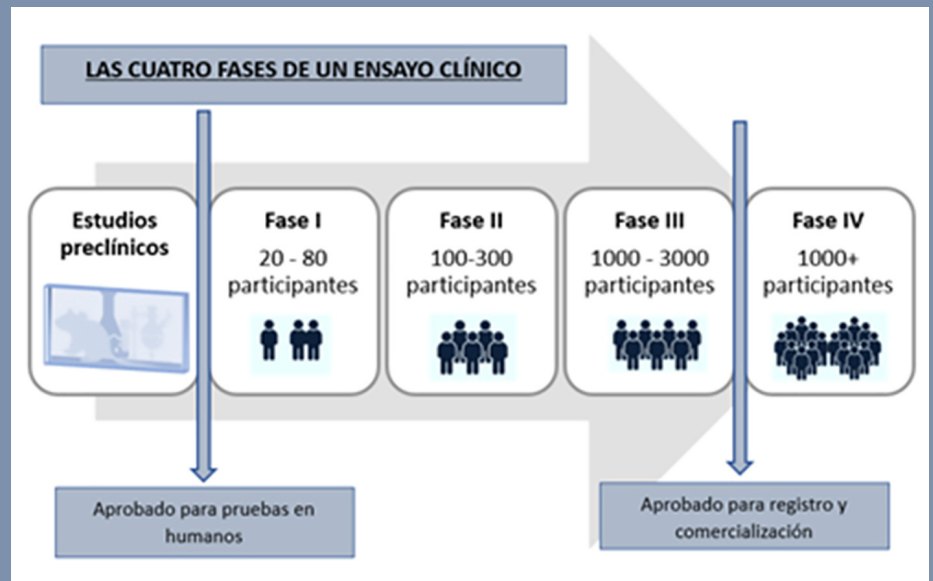 LAS CUATRO FASES DE UN ENSAYO CLÍNICO
Estudios
preclínicos
Fase I
20 - 80
participantes
Fase II
100-300
participantes
Fase III
1000 - 3000
participantes
Fase IV
1000+
participantes
Aprobado para pruebas en
humanos
Aprobado para registro y
comercialización